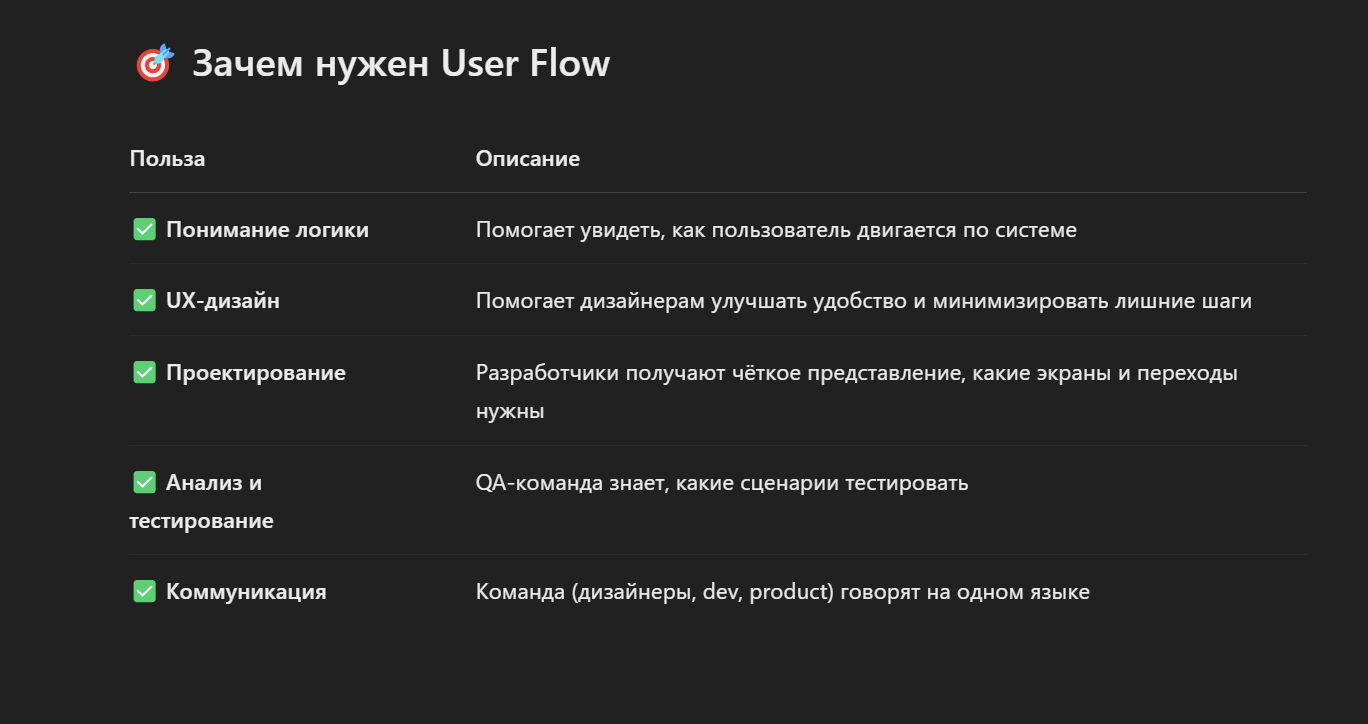 🎯 Зачем нужен User Flow
Польза Описание
✅ Понимание логики Помогает увидеть, как пользователь двигается по системе
✅ UX-дизайн Помогает дизайнерам улучшать удобство и минимизировать лишние шаги
✅ Проектирование Разработчики получают чёткое представление, какие экраны и переходы
нужны
✅ Анализ и QA-команда знает, какие сценарии тестировать
тестирование
✅ Коммуникация Команда (дизайнеры, dev, product) говорят на одном языке